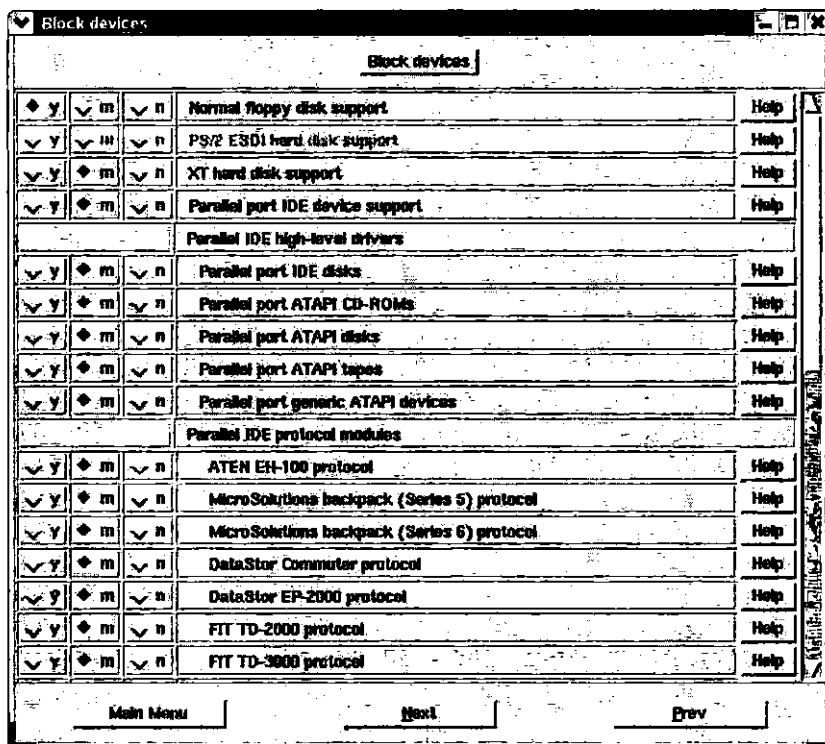 Block devices
Block devices
y m n Normal floppy disk support Help
y m n PS/2 ESDI hard disk support Help
y m n XT hard disk support Help
y m n Parallel port IDE device support Help
Parallel IDE high-level drivers
y m n Parallel port IDE disks Help
y m n Parallel port ATAPI CD-ROMs Help
y m n Parallel port ATAPI disks Help
y m n Parallel port ATAPI tapes Help
y m n Parallel port generic ATAPI devices Help
Parallel IDE protocol modules
y m n ATEN EH-100 protocol Help
y m n MicroSolutions backpack (Series 5) protocol Help
y m n MicroSolutions backpack (Series 6) protocol Help
y m n DataStor Commuter protocol Help
y m n DataStor EP-2000 protocol Help
y m n FIT TD-2000 protocol Help
y m n FIT TD-3000 protocol Help
Main Menu Next Prev